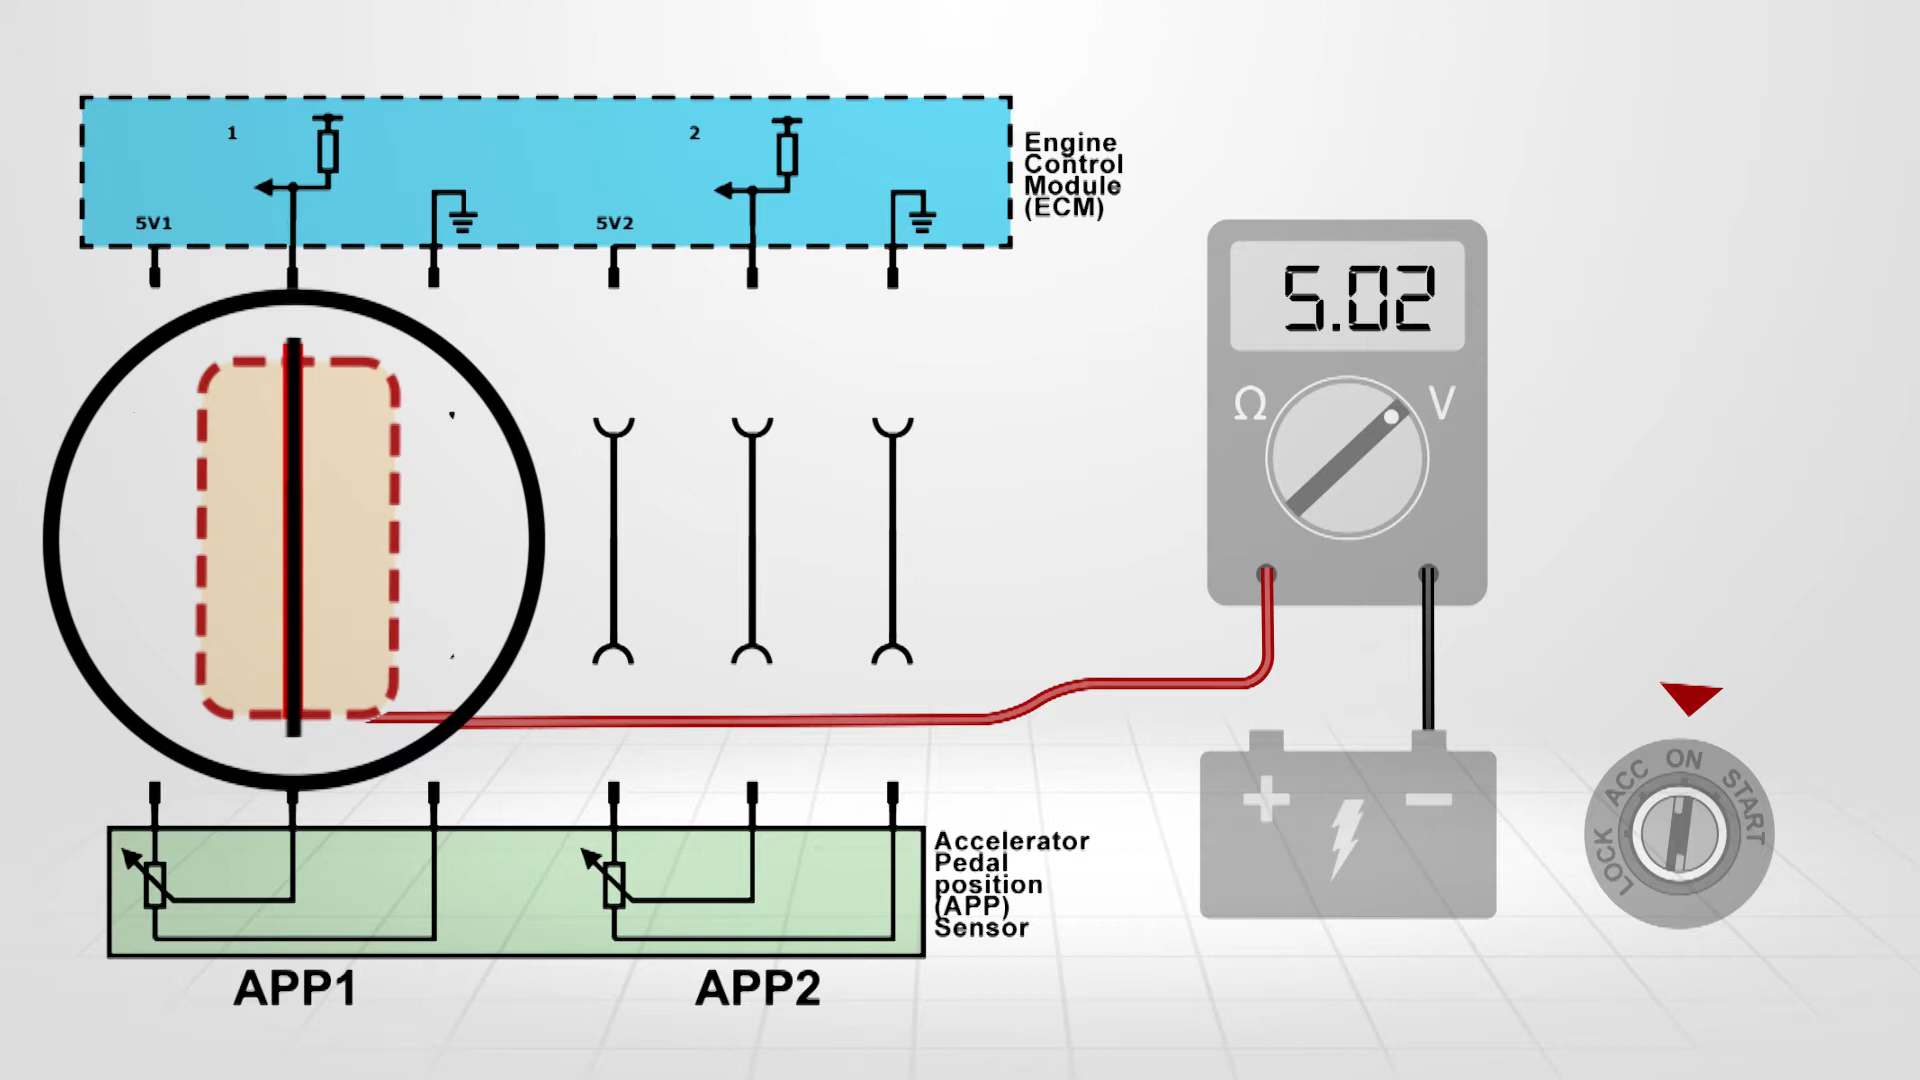 1
2
5V1
5V2
Engine
Control
Module
(ECM)
5.02
Ω
V
LOCK ACC ON START
Accelerator
Pedal
position
(APP)
Sensor
APP1
APP2